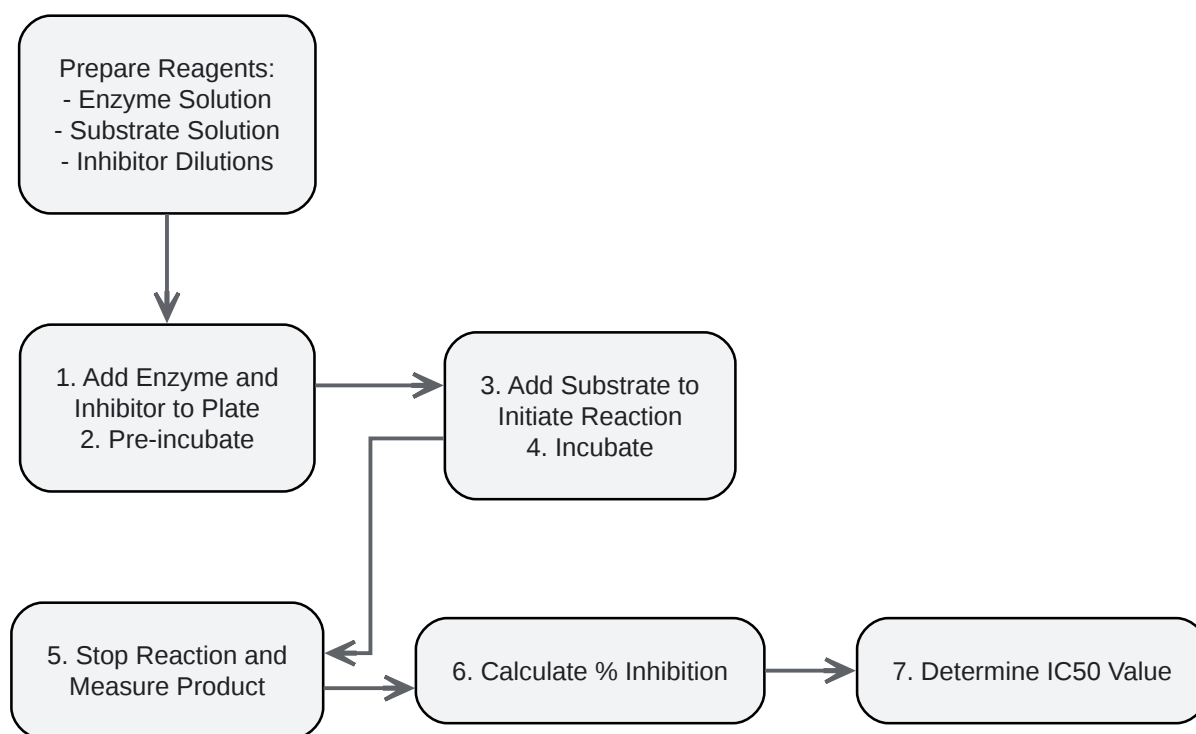 Prepare Reagents:
- Enzyme Solution
- Substrate Solution
- Inhibitor Dilutions
1. Add Enzyme and
Inhibitor to Plate
2. Pre-incubate
3. Add Substrate to
Initiate Reaction
4. Incubate
5. Stop Reaction and
Measure Product
6. Calculate % Inhibition
7. Determine IC50 Value